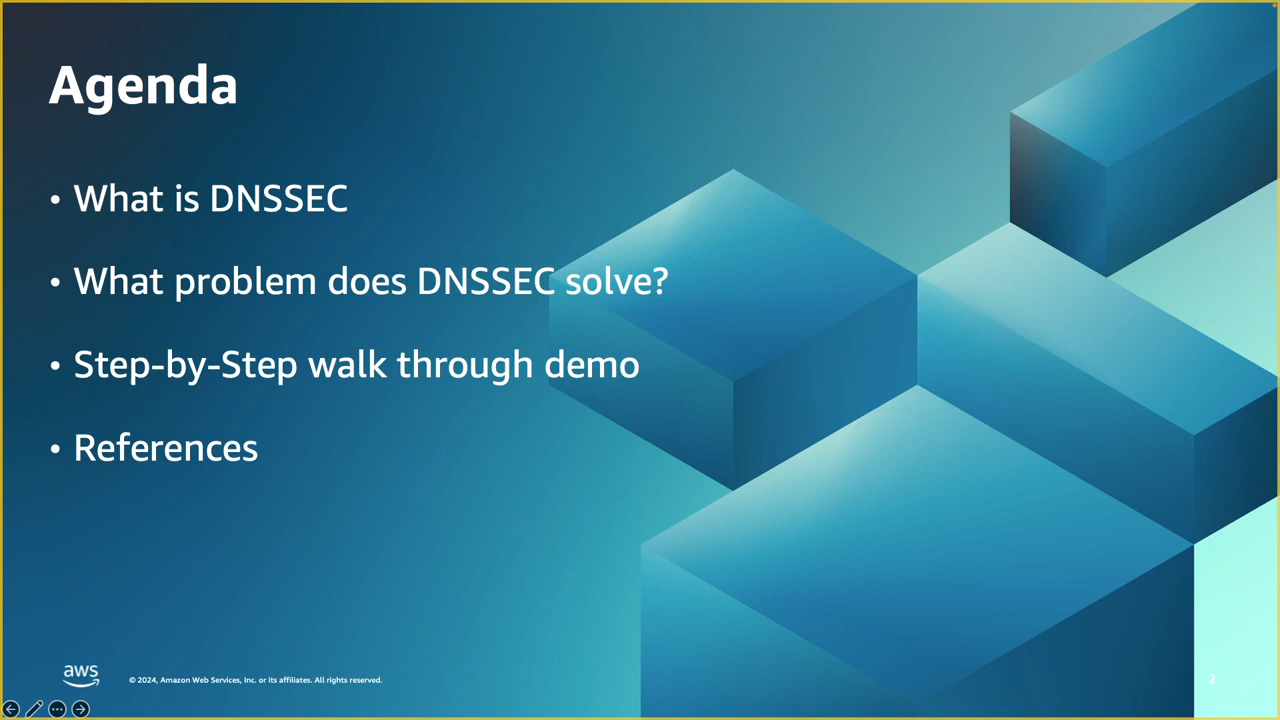 Agenda
• What is DNSSEC
• What problem does DNSSEC solve?
• Step-by-Step walk through demo
• References
aws
© 2024, Amazon Web Services, Inc. or its affiliates. All rights reserved.
2